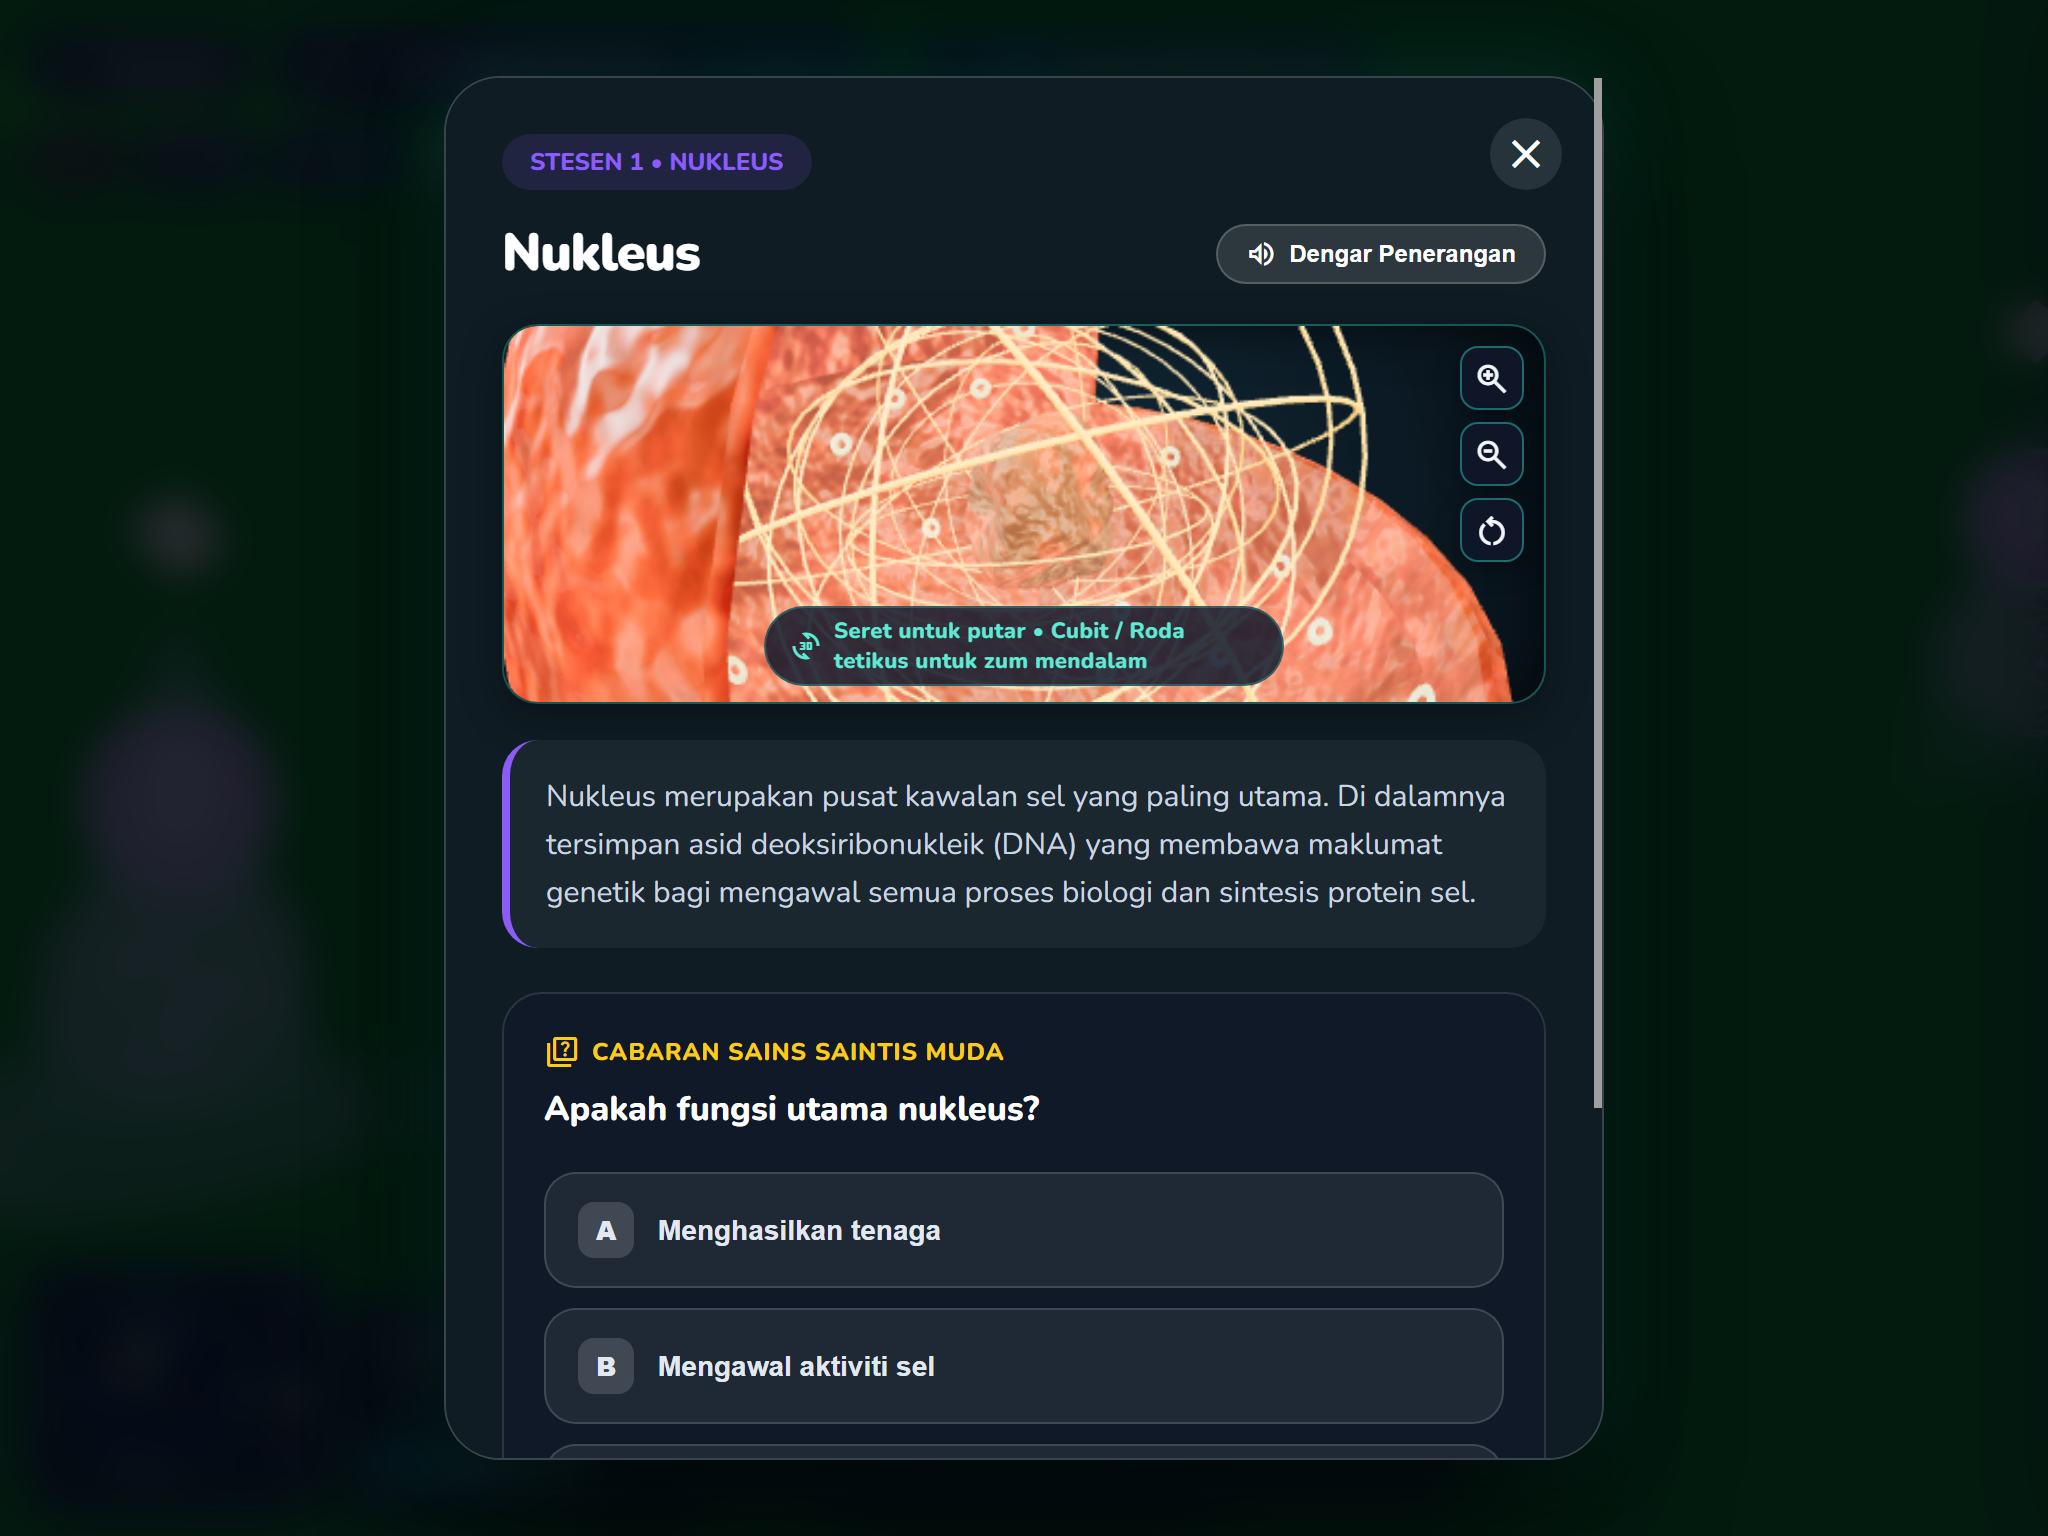 STESEN 1 • NUKLEUS
Nukleus
Dengar Penerangan
3D
Seret untuk putar • Cubit / Roda
tetikus untuk zum mendalam
Nukleus merupakan pusat kawalan sel yang paling utama. Di dalamnya
tersimpan asid deoksiribonukleik (DNA) yang membawa maklumat
genetik bagi mengawal semua proses biologi dan sintesis protein sel.
CABARAN SAINS SAINTIS MUDA
Apakah fungsi utama nukleus?
A Menghasilkan tenaga
B Mengawal aktiviti sel